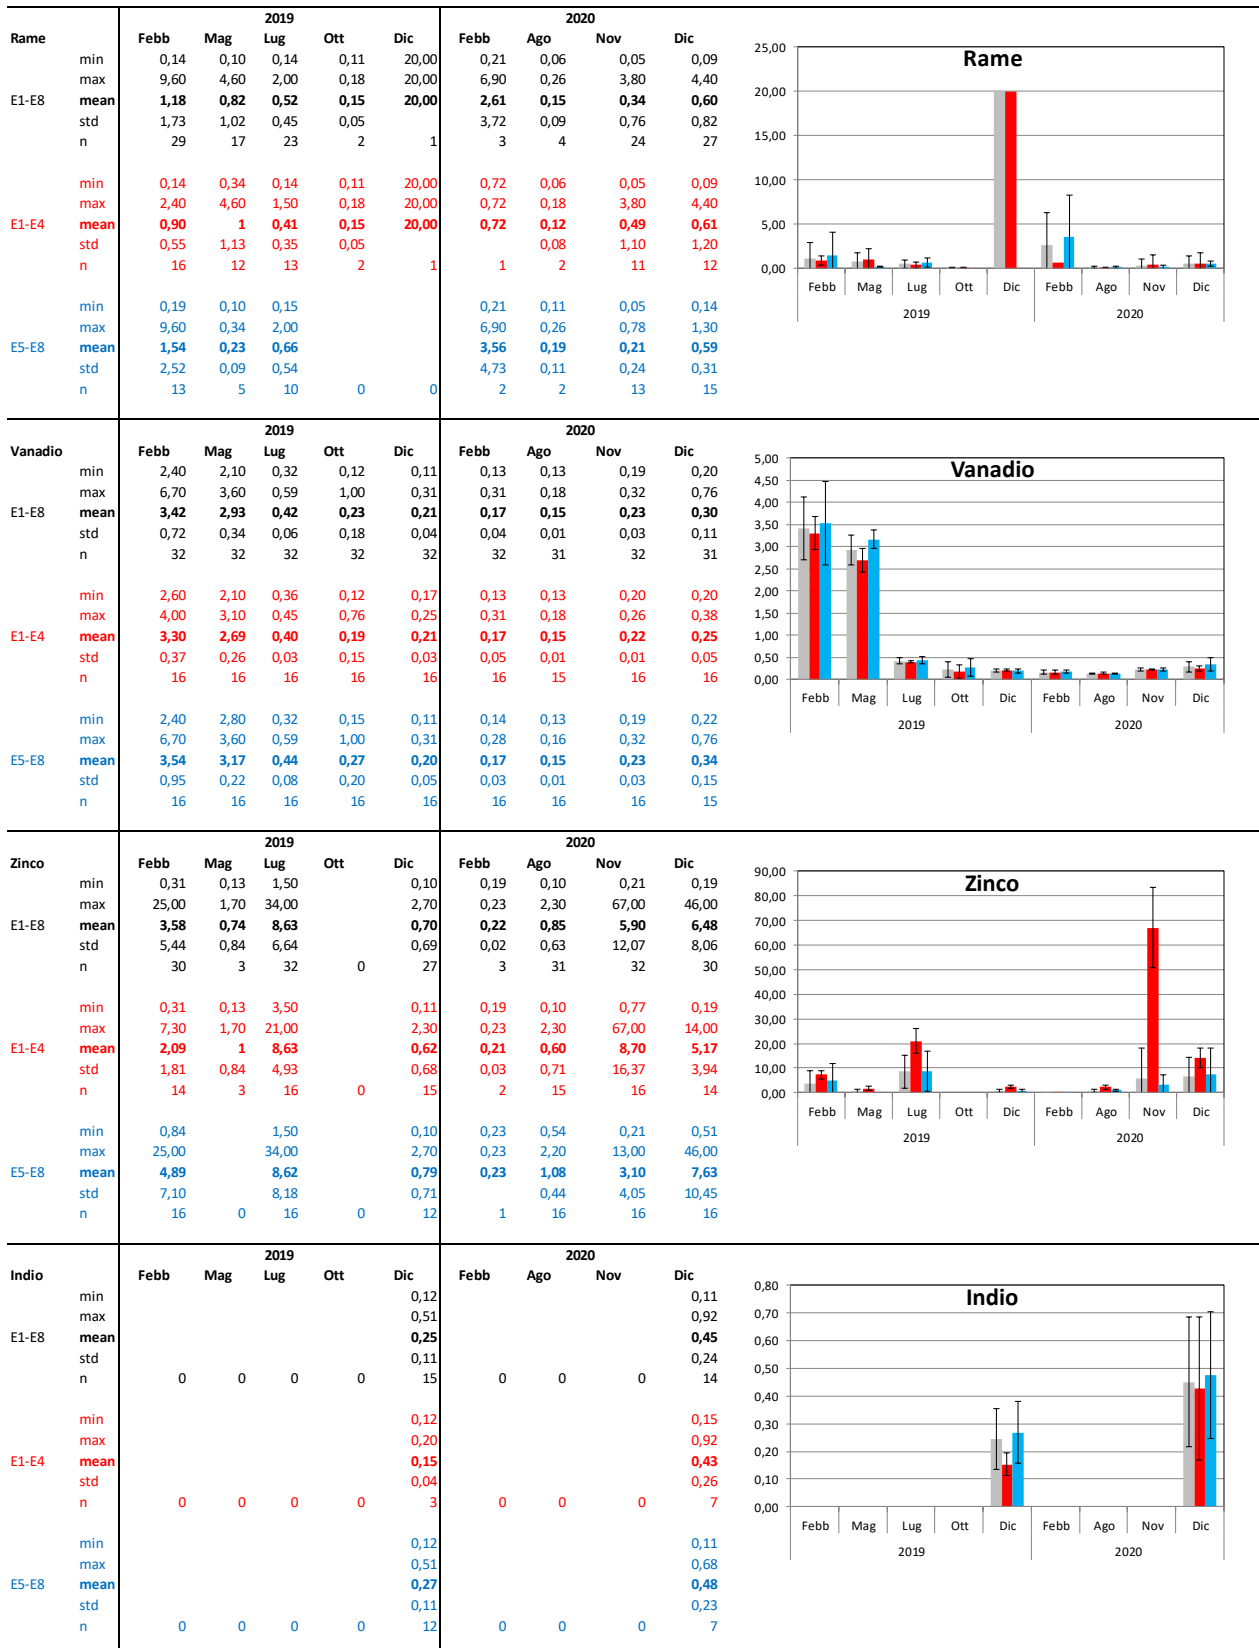 2019 2020
Rame Febb Mag Lug Ott Dic Febb Ago Nov Dic
min 0,14 0,10 0,14 0,11 20,00 0,21 0,06 0,05 0,09
max 9,60 4,60 2,00 0,18 20,00 6,90 0,26 3,80 4,40
E1-E8 mean 1,18 0,82 0,52 0,15 20,00 2,61 0,15 0,34 0,60
std 1,73 1,02 0,45 0,05 3,72 0,09 0,76 0,82
n 29 17 23 2 1 3 4 24 27
min 0,14 0,34 0,14 0,11 20,00 0,72 0,06 0,05 0,09
max 2,40 4,60 1,50 0,18 20,00 0,72 0,18 3,80 4,40
E1-E4 mean 0,90 1 0,41 0,15 20,00 0,72 0,12 0,49 0,61
std 0,55 1,13 0,35 0,05 0,08 1,10 1,20
n 16 12 13 2 1 1 2 11 12
min 0,19 0,10 0,15 0,21 0,11 0,05 0,14
max 9,60 0,34 2,00 6,90 0,26 0,78 1,30
E5-E8 mean 1,54 0,23 0,66 3,56 0,19 0,21 0,59
std 2,52 0,09 0,54 4,73 0,11 0,24 0,31
n 13 5 10 0 0 2 2 13 15
Rame
25,00
20,00
15,00
10,00
5,00
0,00
Febb Mag Lug Ott Dic Febb Ago Nov Dic
2019 2020
2019 2020
Vanadio Febb Mag Lug Ott Dic Febb Ago Nov Dic
min 2,40 2,10 0,32 0,12 0,11 0,13 0,13 0,19 0,20
max 6,70 3,60 0,59 1,00 0,31 0,31 0,18 0,32 0,76
E1-E8 mean 3,42 2,93 0,42 0,23 0,21 0,17 0,15 0,23 0,30
std 0,72 0,34 0,06 0,18 0,04 0,04 0,01 0,03 0,11
n 32 32 32 32 32 32 31 32 31
min 2,60 2,10 0,36 0,12 0,17 0,13 0,13 0,20 0,20
max 4,00 3,10 0,45 0,76 0,25 0,31 0,18 0,26 0,38
E1-E4 mean 3,30 2,69 0,40 0,19 0,21 0,17 0,15 0,22 0,25
std 0,37 0,26 0,03 0,15 0,03 0,05 0,01 0,01 0,05
n 16 16 16 16 16 16 15 16 16
min 2,40 2,80 0,32 0,15 0,11 0,14 0,13 0,19 0,22
max 6,70 3,60 0,59 1,00 0,31 0,28 0,16 0,32 0,76
E5-E8 mean 3,54 3,17 0,44 0,27 0,20 0,17 0,15 0,23 0,34
std 0,95 0,22 0,08 0,20 0,05 0,03 0,01 0,03 0,15
n 16 16 16 16 16 16 16 16 15
Vanadio
5,00
4,50
4,00
3,50
3,00
2,50
2,00
1,50
1,00
0,50
0,00
Febb Mag Lug Ott Dic Febb Ago Nov Dic
2019 2020
2019 2020
Zinco Febb Mag Lug Ott Dic Febb Ago Nov Dic
min 0,31 0,13 1,50 0,10 0,19 0,10 0,21 0,19
max 25,00 1,70 34,00 2,70 0,23 2,30 67,00 46,00
E1-E8 mean 3,58 0,74 8,63 0,70 0,22 0,85 5,90 6,48
std 5,44 0,84 6,64 0,69 0,02 0,63 12,07 8,06
n 30 3 32 0 27 3 31 32 30
min 0,31 0,13 3,50 0,11 0,19 0,10 0,77 0,19
max 7,30 1,70 21,00 2,30 0,23 2,30 67,00 14,00
E1-E4 mean 2,09 1 8,63 0,62 0,21 0,60 8,70 5,17
std 1,81 0,84 4,93 0,68 0,03 0,71 16,37 3,94
n 14 3 16 0 15 2 15 16 14
min 0,84 1,50 0,10 0,23 0,54 0,21 0,51
max 25,00 34,00 2,70 0,23 2,20 13,00 46,00
E5-E8 mean 4,89 8,62 0,79 0,23 1,08 3,10 7,63
std 7,10 8,18 0,71 0,44 4,05 10,45
n 16 0 16 0 12 1 16 16 16
Zinco
90,00
80,00
70,00
60,00
50,00
40,00
30,00
20,00
10,00
0,00
Febb Mag Lug Ott Dic Febb Ago Nov Dic
2019 2020
2019 2020
Indio Febb Mag Lug Ott Dic Febb Ago Nov Dic
min 0,12 0,11
max 0,51 0,92
E1-E8 mean 0,25 0,45
std 0,11 0,24
n 0 0 0 0 15 0 0 0 14
min 0,12 0,15
max 0,20 0,92
E1-E4 mean 0,15 0,43
std 0,04 0,26
n 0 0 0 0 3 0 0 0 7
min 0,12 0,11
max 0,51 0,68
E5-E8 mean 0,27 0,48
std 0,11 0,23
n 0 0 0 0 12 0 0 0 7
Indio
0,80
0,70
0,60
0,50
0,40
0,30
0,20
0,10
0,00
Febb Mag Lug Ott Dic Febb Ago Nov Dic
2019 2020